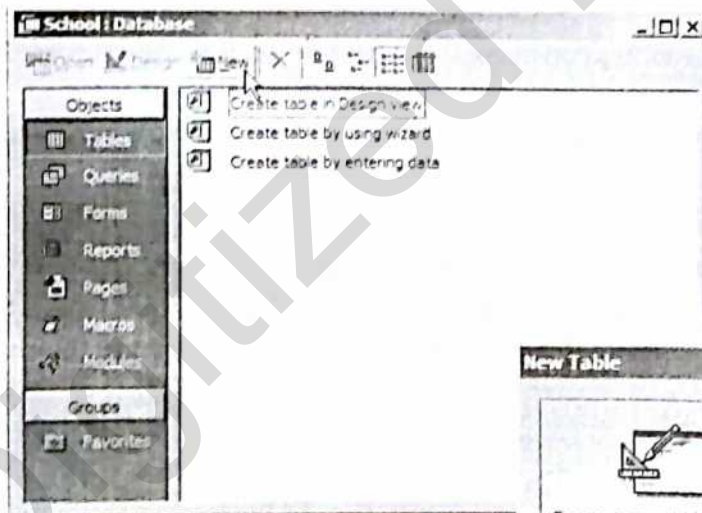 School : Database
Open Design New
Objects
Tables
Queries
Forms
Reports
Pages
Macros
Modules
Groups
Favorites
Create table in Design view
Create table by using wizard
Create table by entering data
New Table
Digitized